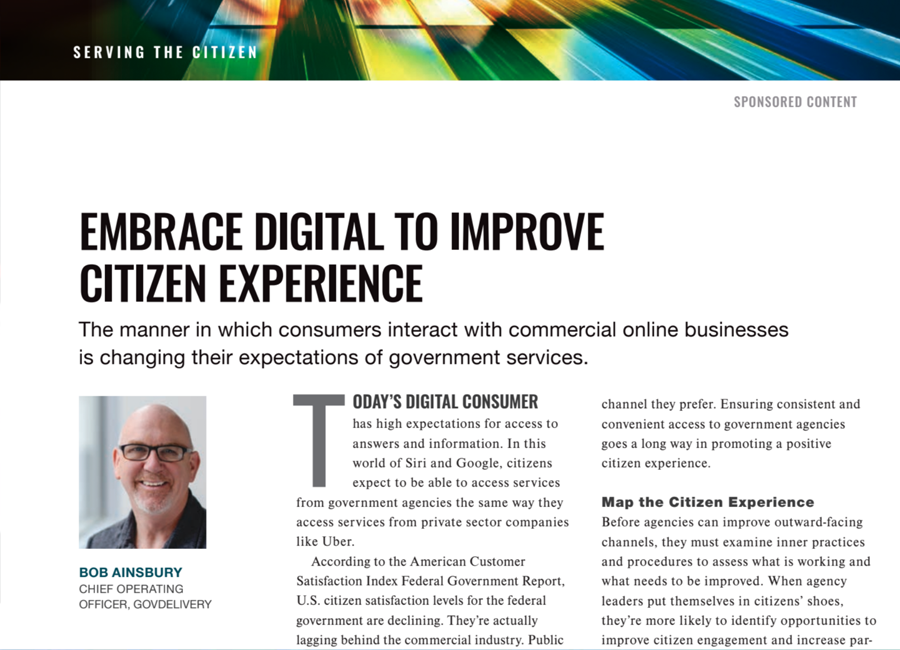 SERVING THE CITIZEN
SPONSORED CONTENT
EMBRACE DIGITAL TO IMPROVE
CITIZEN EXPERIENCE
The manner in which consumers interact with commercial online businesses
is changing their expectations of government services.
BOB AINSBURY
CHIEF OPERATING
OFFICER, GOVDELIVERY
TODAY'S DIGITAL CONSUMER
has high expectations for access to
answers and information. In this
world of Siri and Google, citizens
expect to be able to access services
from government agencies the same way they
access services from private sector companies
like Uber.
According to the American Customer
Satisfaction Index Federal Government Report,
U.S. citizen satisfaction levels for the federal
government are declining. They're actually
lagging behind the commercial industry. Public
channel they prefer. Ensuring consistent and
convenient access to government agencies
goes a long way in promoting a positive
citizen experience.
Map the Citizen Experience
Before agencies can improve outward-facing
channels, they must examine inner practices
and procedures to assess what is working and
what needs to be improved. When agency
leaders put themselves in citizens' shoes,
they're more likely to identify opportunities to
improve citizen engagement and increase par-